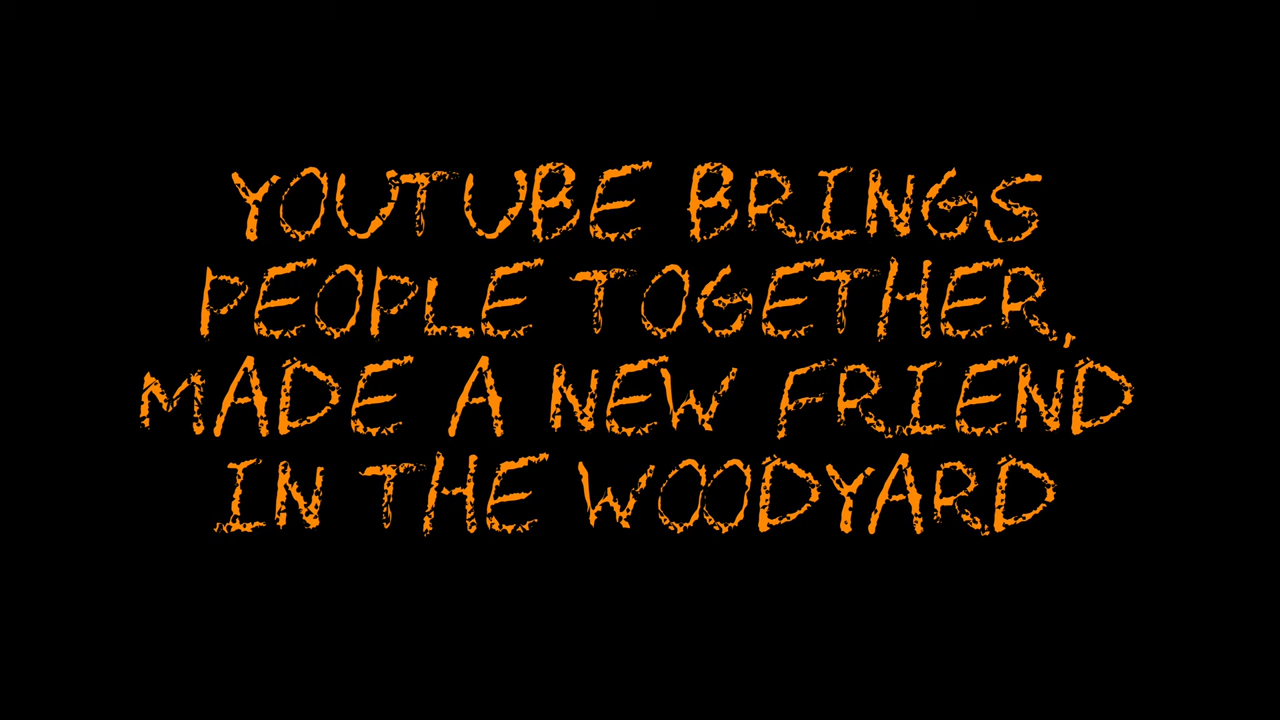 YOUTUBE BRINGS
PEOPLE TOGETHER,
MADE A NEW FRIEND
IN THE WOODYARD